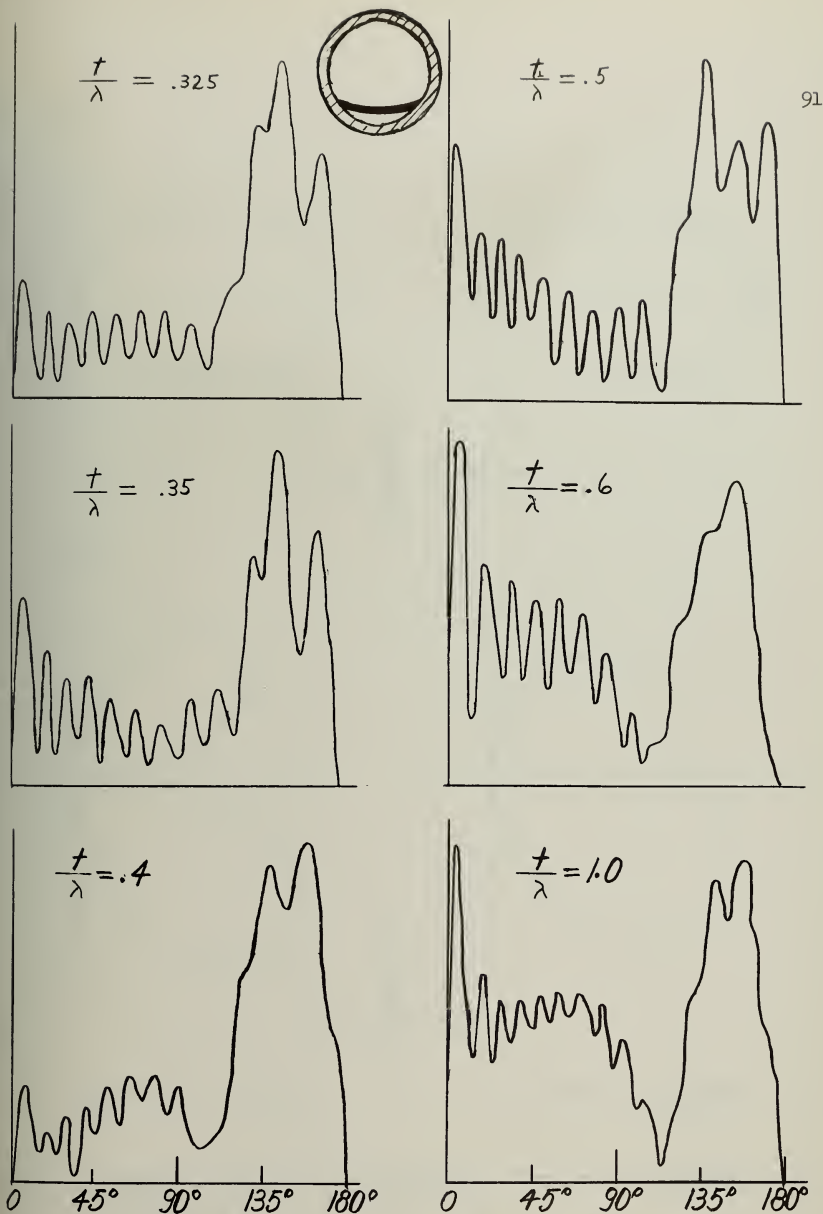 t/λ = .325
t/λ = .5
91
t/λ = .35
t/λ = .6
t/λ = .4
t/λ = 1.0
0 45° 90° 135° 180°
0 45° 90° 135° 180°